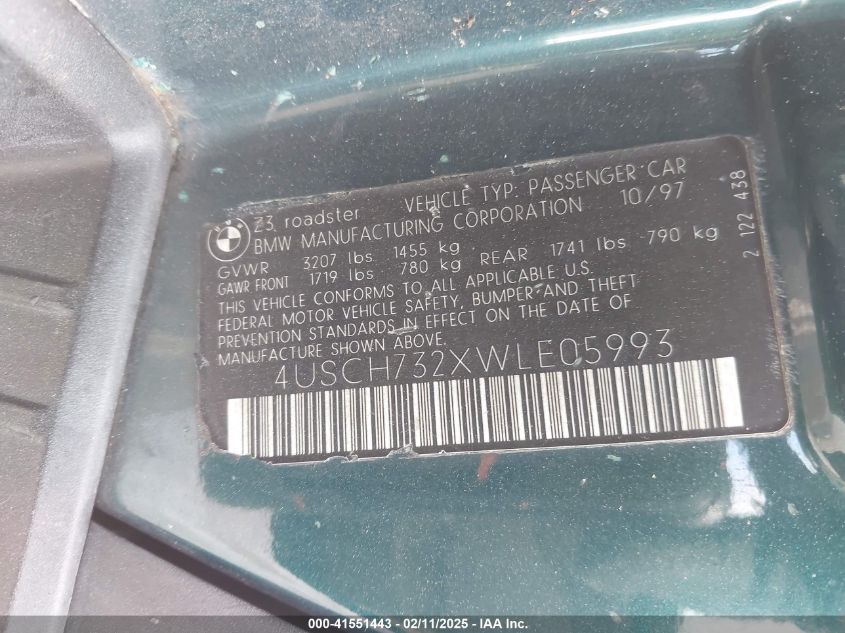 Z3 roadster VEHICLE TYP: PASSENGER CAR
BMW MANUFACTURING CORPORATION 10/97
GVWR 3207 lbs 1455 kg
GAWR FRONT 1719 lbs 780 kg REAR 1741 lbs 790 kg
THIS VEHICLE CONFORMS TO ALL APPLICABLE U.S.
FEDERAL MOTOR VEHICLE SAFETY, BUMPER AND THEFT
PREVENTION STANDARDS IN EFFECT ON THE DATE OF
MANUFACTURE SHOWN ABOVE.
4USCH732XWLE05993
2 122 438
000-41551443 - 02/11/2025 - IAA Inc.